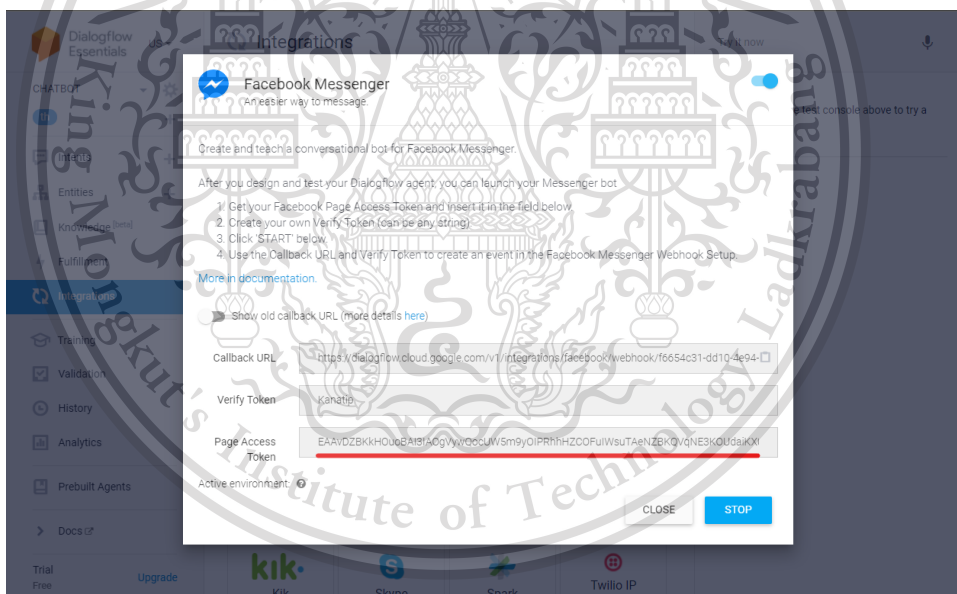 Dialogflow
Essentials
US
Integrations
Try it now
CHATBOT
Intents
Entities
Knowledge [beta]
Fulfillment
Integrations
Training
Validation
History
Analytics
Prebuilt Agents
Docs
Trial
Free
Upgrade
e test console above to try a
Facebook Messenger
An easier way to message.
Create and teach a conversational bot for Facebook Messenger.
After you design and test your Dialogflow agent, you can launch your Messenger bot
1. Get your Facebook Page Access Token and insert it in the field below.
2. Create your own Verify Token (can be any string).
3. Click 'START' below.
4. Use the Callback URL and Verify Token to create an event in the Facebook Messenger Webhook Setup.
More in documentation.
Show old callback URL (more details here)
Callback URL
https://dialogflow.cloud.google.com/v1/integrations/facebook/webhook/f6654c31-dd10-4e94-
Verify Token
Kanatip
Page Access
Token
Active environment:
CLOSE
STOP
kik
Kik
Skype
Spark
Twilio IP
King Mongkut's Institute of Technology Ladkrabang